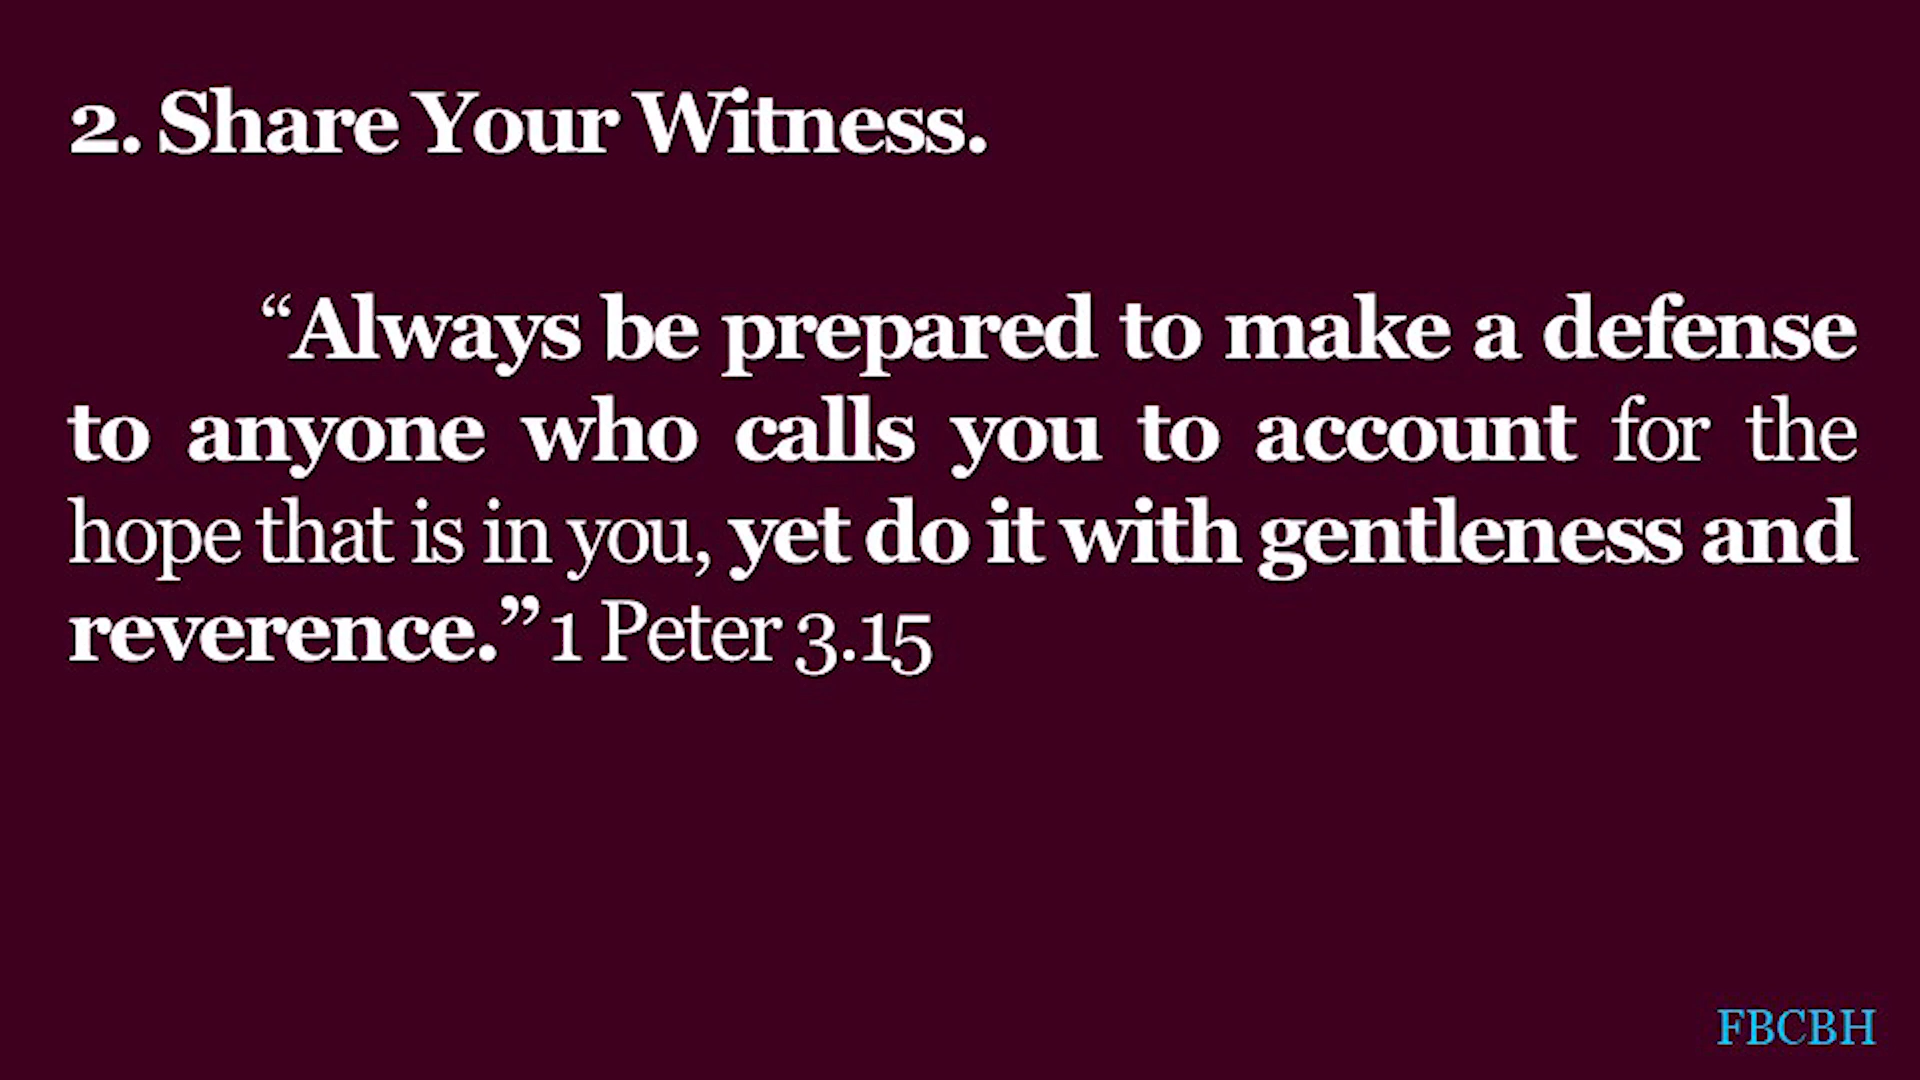 2. Share Your Witness.
“Always be prepared to make a defense
to anyone who calls you to account for the
hope that is in you, yet do it with gentleness and
reverence.” 1 Peter 3.15
FBCBH